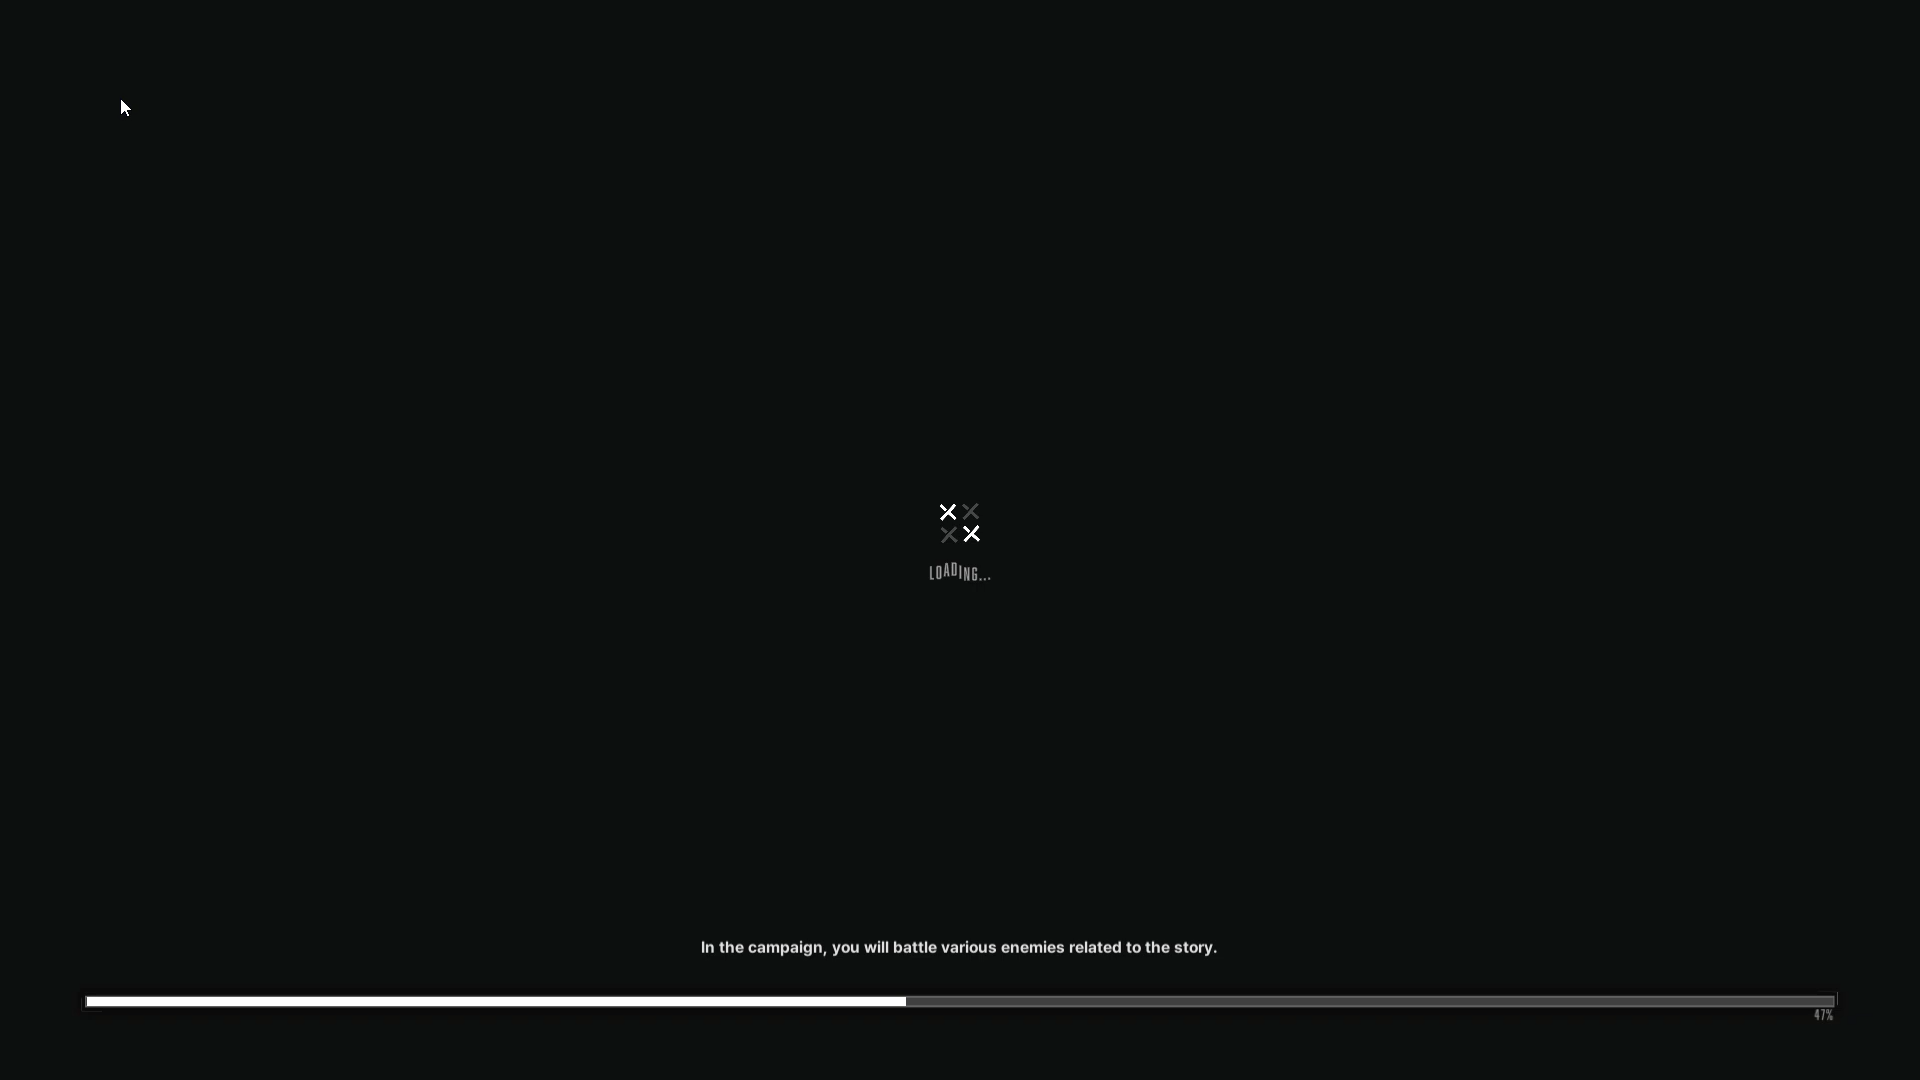 LOADING...
In the campaign, you will battle various enemies related to the story.
47%